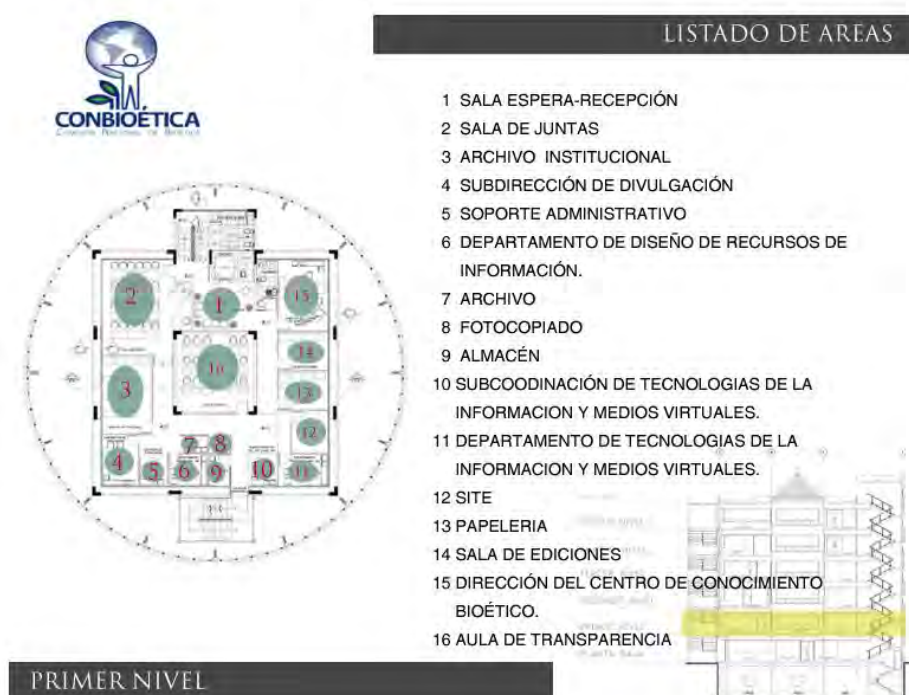 LISTADO DE AREAS
CONBIOÉTICA
COMISIÓN NACIONAL DE BIOÉTICA
1 SALA ESPERA-RECEPCIÓN
2 SALA DE JUNTAS
3 ARCHIVO INSTITUCIONAL
4 SUBDIRECCIÓN DE DIVULGACIÓN
5 SOPORTE ADMINISTRATIVO
6 DEPARTAMENTO DE DISEÑO DE RECURSOS DE
INFORMACIÓN.
7 ARCHIVO
8 FOTOCOPIADO
9 ALMACÉN
10 SUBCOODINACIÓN DE TECNOLOGIAS DE LA
INFORMACION Y MEDIOS VIRTUALES.
11 DEPARTAMENTO DE TECNOLOGIAS DE LA
INFORMACION Y MEDIOS VIRTUALES.
12 SITE
13 PAPELERIA
14 SALA DE EDICIONES
15 DIRECCIÓN DEL CENTRO DE CONOCIMIENTO
BIOÉTICO.
16 AULA DE TRANSPARENCIA
2
1
15
16
14
3
13
12
7
8
4
5
6
9
10
11
PRIMER NIVEL